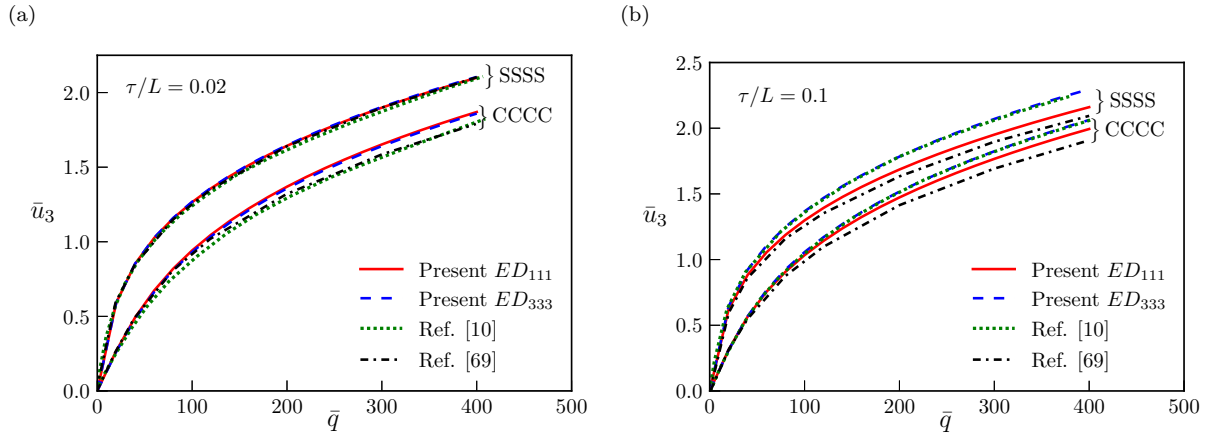 (a)
τ/L = 0.02
} SSSS
} CCCC
2.0
1.5
1.0
0.5
0.0
ū₃
Present ED₁₁₁
Present ED₃₃₃
Ref. [10]
Ref. [69]
0 100 200 300 400 500
q̄
(b)
τ/L = 0.1
} SSSS
} CCCC
2.5
2.0
1.5
1.0
0.5
0.0
ū₃
Present ED₁₁₁
Present ED₃₃₃
Ref. [10]
Ref. [69]
0 100 200 300 400 500
q̄